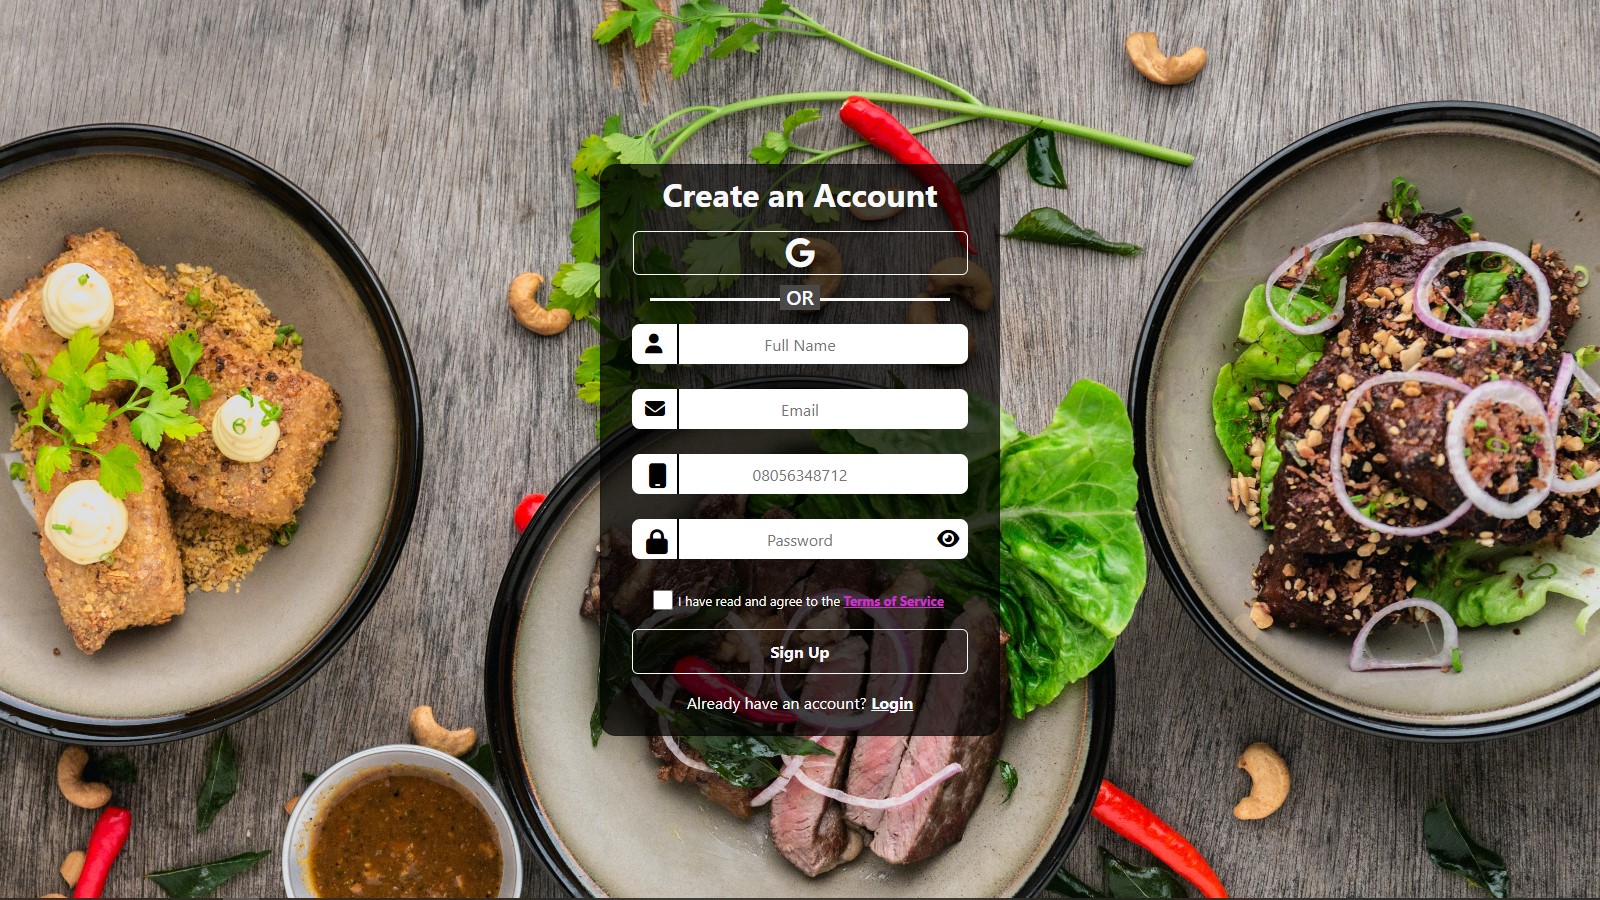 Create an Account
G
OR
Full Name
Email
08056348712
Password
I have read and agree to the Terms of Service
Sign Up
Already have an account? Login